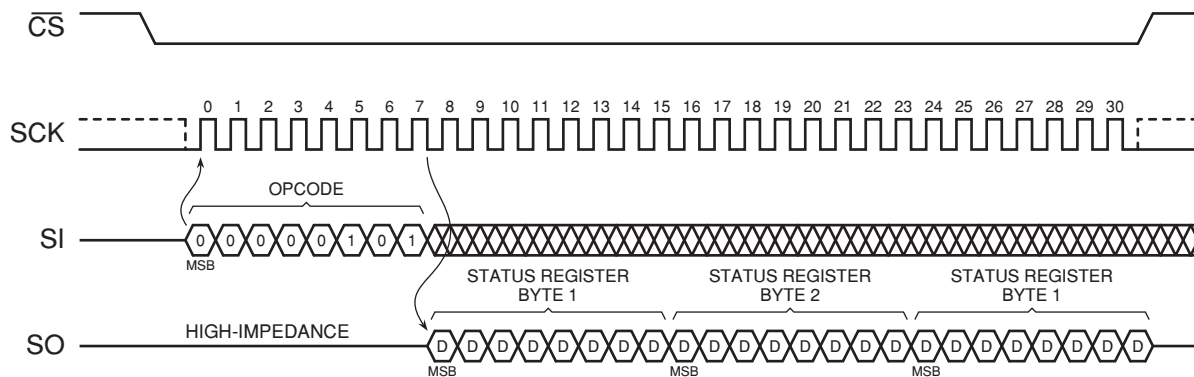 CS
0 1 2 3 4 5 6 7 8 9 10 11 12 13 14 15 16 17 18 19 20 21 22 23 24 25 26 27 28 29 30
SCK
OPCODE
SI 0 0 0 0 0 1 0 1
MSB
STATUS REGISTER
BYTE 1
STATUS REGISTER
BYTE 2
STATUS REGISTER
BYTE 1
HIGH-IMPEDANCE
SO D D D D D D D D D D D D D D D D D D D D D D D D
MSB MSB MSB